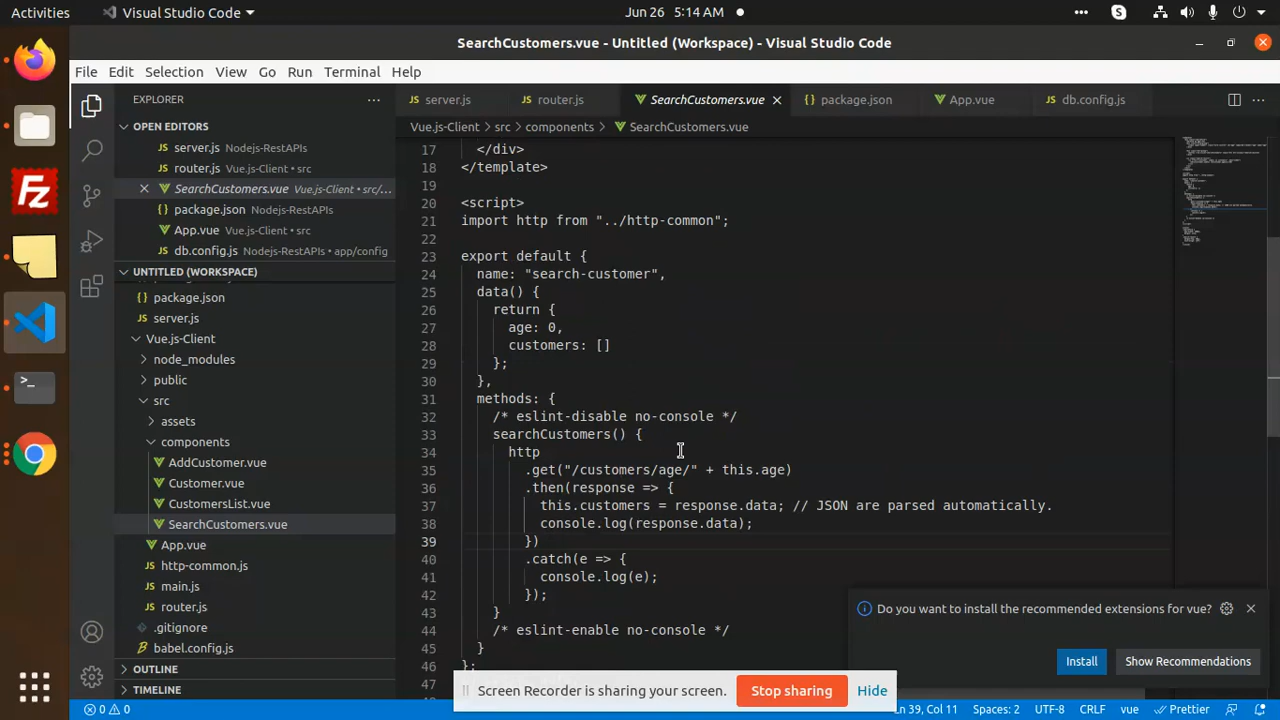 Activities
Visual Studio Code
Jun 26 5:14 AM
SearchCustomers.vue - Untitled (Workspace) - Visual Studio Code
File Edit Selection View Go Run Terminal Help
EXPLORER
OPEN EDITORS
server.js Nodejs-RestAPIs
router.js Vue.js-Client • src
SearchCustomers.vue Vue.js-Client • src/...
package.json Nodejs-RestAPIs
App.vue Vue.js-Client • src
db.config.js Nodejs-RestAPIs • app/config
UNTITLED (WORKSPACE)
package.json
server.js
Vue.js-Client
node_modules
public
src
assets
components
AddCustomer.vue
Customer.vue
CustomersList.vue
SearchCustomers.vue
App.vue
http-common.js
main.js
router.js
.gitignore
babel.config.js
OUTLINE
TIMELINE
JS server.js
JS router.js
SearchCustomers.vue
package.json
App.vue
JS db.config.js
Vue.js-Client > src > components > SearchCustomers.vue
17 </div>
18 </template>
19
20 <script>
21 import http from "../http-common";
22
23 export default {
24 name: "search-customer",
25 data() {
26 return {
27 age: 0,
28 customers: []
29 };
30 },
31 methods: {
32 /* eslint-disable no-console */
33 searchCustomers() {
34 http
35 .get("/customers/age/" + this.age)
36 .then(response => {
37 this.customers = response.data; // JSON are parsed automatically.
38 console.log(response.data);
39 })
40 .catch(e => {
41 console.log(e);
42 });
43 }
44 /* eslint-enable no-console */
45 }
46 };
47
Do you want to install the recommended extensions for vue?
Install
Show Recommendations
Screen Recorder is sharing your screen.
Stop sharing
Hide
0 0
Ln 39, Col 11 Spaces: 2 UTF-8 CRLF vue Prettier